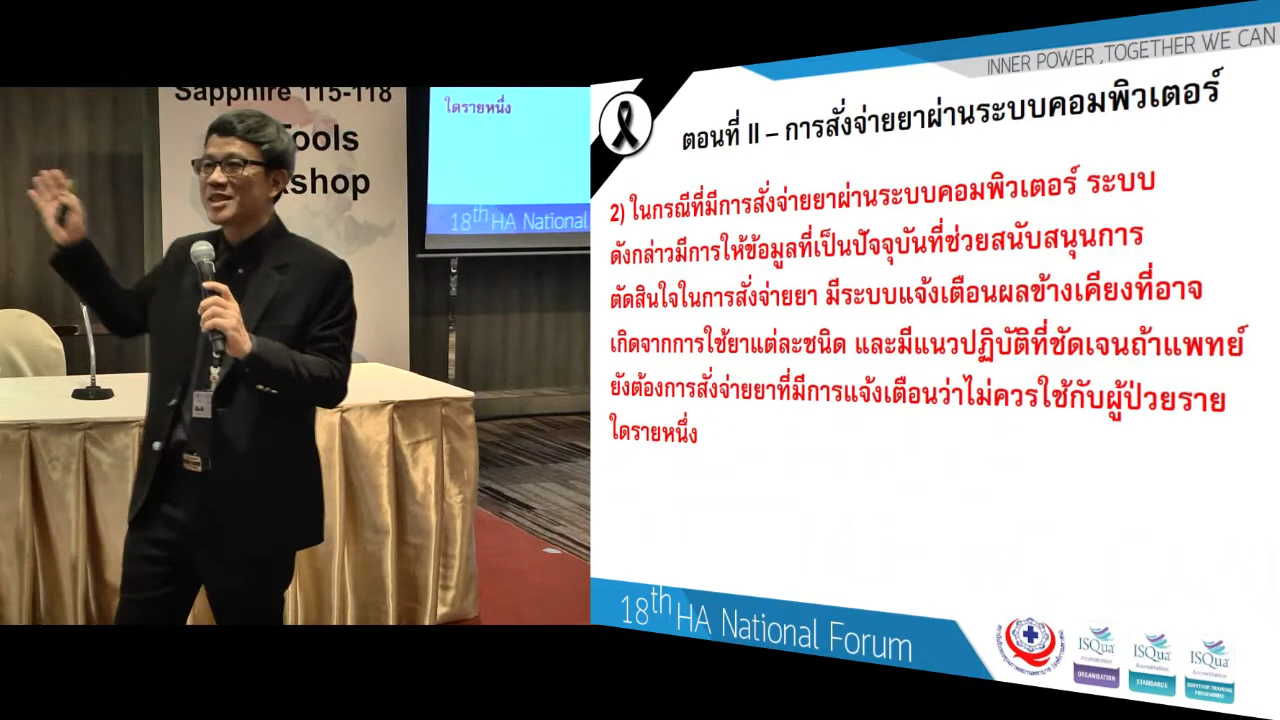 Sapphire 115-118
Tools
kshop
ใดรายหนึ่ง
18th HA National
INNER POWER ,TOGETHER WE CAN
ตอนที่ II – การสั่งจ่ายยาผ่านระบบคอมพิวเตอร์
2) ในกรณีที่มีการสั่งจ่ายยาผ่านระบบคอมพิวเตอร์ ระบบ
ดังกล่าวมีการให้ข้อมูลที่เป็นปัจจุบันที่ช่วยสนับสนุนการ
ตัดสินใจในการสั่งจ่ายยา มีระบบแจ้งเตือนผลข้างเคียงที่อาจ
เกิดจากการใช้ยาแต่ละชนิด และมีแนวปฏิบัติที่ชัดเจนถ้าแพทย์
ยังต้องการสั่งจ่ายยาที่มีการแจ้งเตือนว่าไม่ควรใช้กับผู้ป่วยราย
ใดรายหนึ่ง
18th HA National Forum
ISQua
Accreditation
ORGANISATION
ISQua
Accreditation
STANDARDS
ISQua
Accreditation
SURVEYOR TRAINING
PROGRAMME